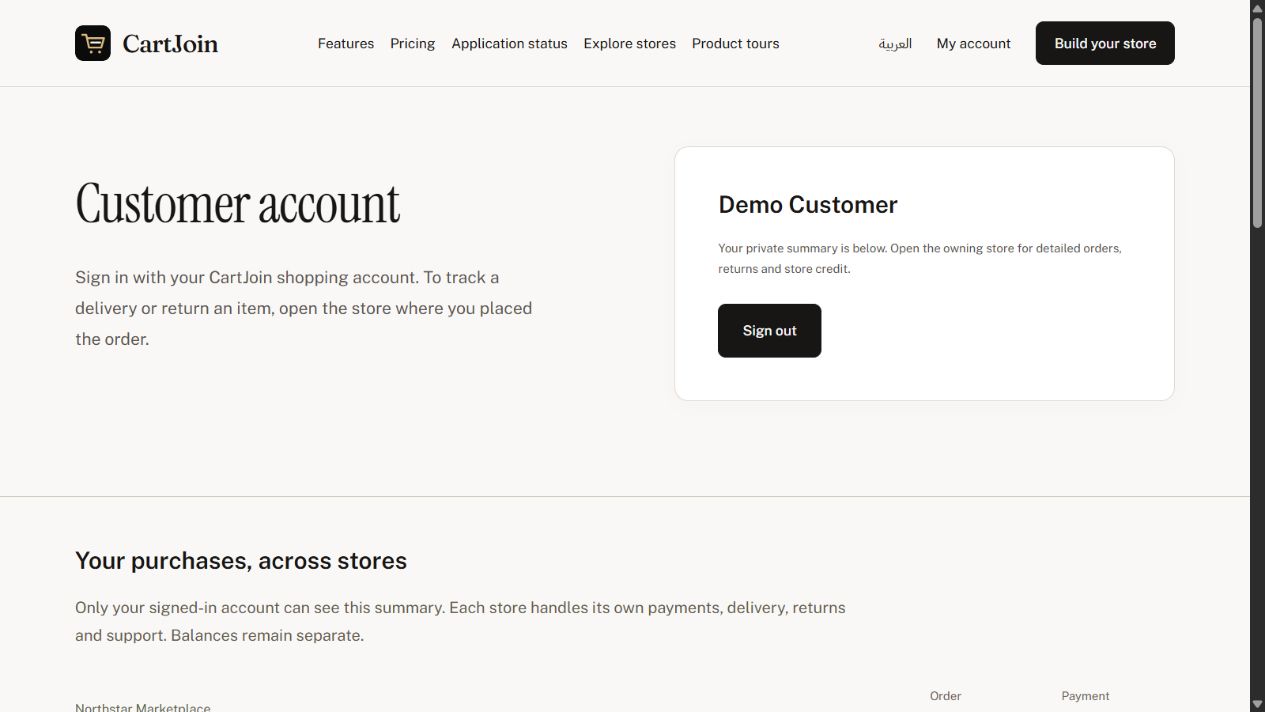 CartJoin
Features
Pricing
Application status
Explore stores
Product tours
العربية
My account
Build your store
Customer account
Sign in with your CartJoin shopping account. To track a
delivery or return an item, open the store where you placed
the order.
Demo Customer
Your private summary is below. Open the owning store for detailed orders,
returns and store credit.
Sign out
Your purchases, across stores
Only your signed-in account can see this summary. Each store handles its own payments, delivery, returns
and support. Balances remain separate.
Northstar Marketplace
Order
Payment